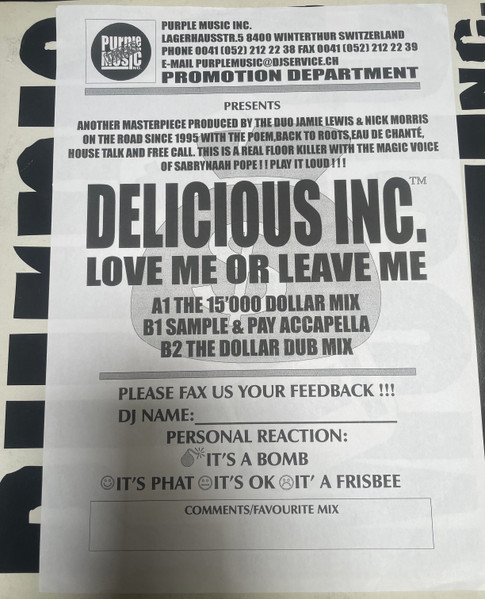 Purple
Music
INC.
PURPLE MUSIC INC.
LAGERHAUSSTR.5 8400 WINTERTHUR SWITZERLAND
PHONE 0041 (052) 212 22 38 FAX 0041 (052) 212 22 39
E-MAIL PURPLEMUSIC@DJSERVICE.CH
PROMOTION DEPARTMENT
PRESENTS
ANOTHER MASTERPIECE PRODUCED BY THE DUO JAMIE LEWIS & NICK MORRIS
ON THE ROAD SINCE 1995 WITH THE POEM,BACK TO ROOTS,EAU DE CHANTÉ,
HOUSE TALK AND FREE CALL. THIS IS A REAL FLOOR KILLER WITH THE MAGIC VOICE
OF SABRYNAAH POPE ! ! PLAY IT LOUD ! ! !
DELICIOUS INC.™
LOVE ME OR LEAVE ME
A1 THE 15'000 DOLLAR MIX
B1 SAMPLE & PAY ACCAPELLA
B2 THE DOLLAR DUB MIX
PLEASE FAX US YOUR FEEDBACK !!!
DJ NAME:
PERSONAL REACTION:
IT'S A BOMB
IT'S PHAT IT'S OK IT' A FRISBEE
COMMENTS/FAVOURITE MIX